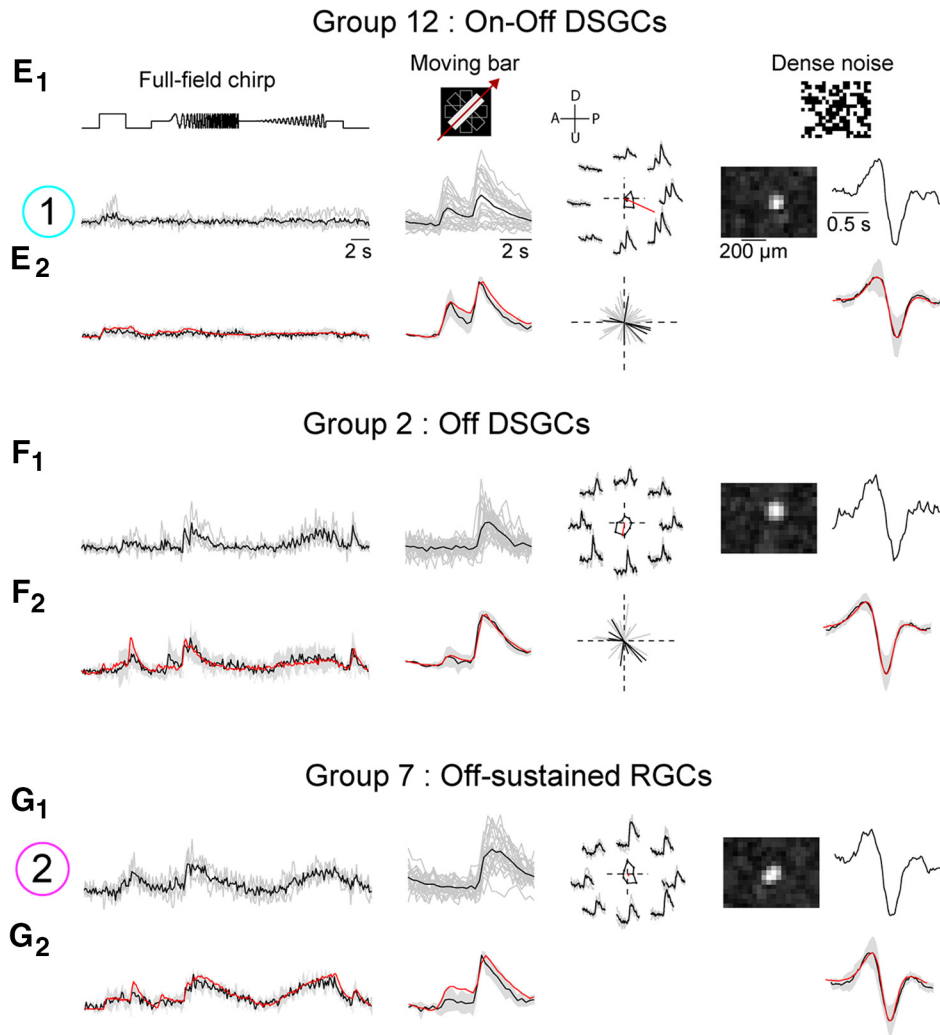 Group 12 : On-Off DSGCs
E1
Full-field chirp
Moving bar
Dense noise
D
A P
U
1
2 s
2 s
200 µm
0.5 s
E2
Group 2 : Off DSGCs
F1
F2
Group 7 : Off-sustained RGCs
G1
2
G2